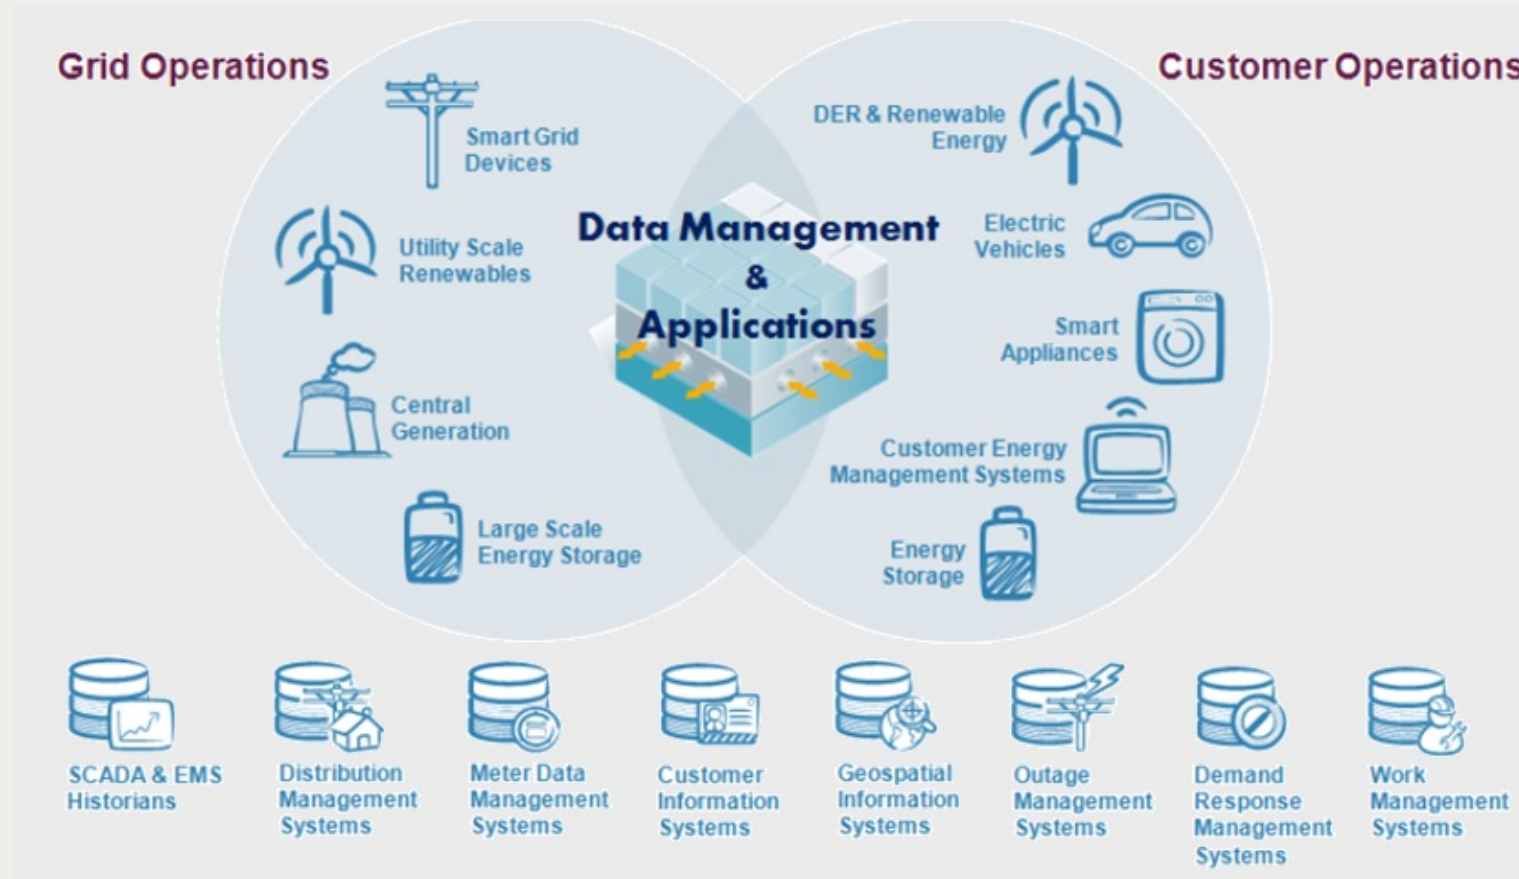 Grid Operations
Customer Operations
Smart Grid
Devices
Utility Scale
Renewables
Central
Generation
Large Scale
Energy Storage
Data Management
&
Applications
DER & Renewable
Energy
Electric
Vehicles
Smart
Appliances
Customer Energy
Management Systems
Energy
Storage
SCADA & EMS
Historians
Distribution
Management
Systems
Meter Data
Management
Systems
Customer
Information
Systems
Geospatial
Information
Systems
Outage
Management
Systems
Demand
Response
Management
Systems
Work
Management
Systems